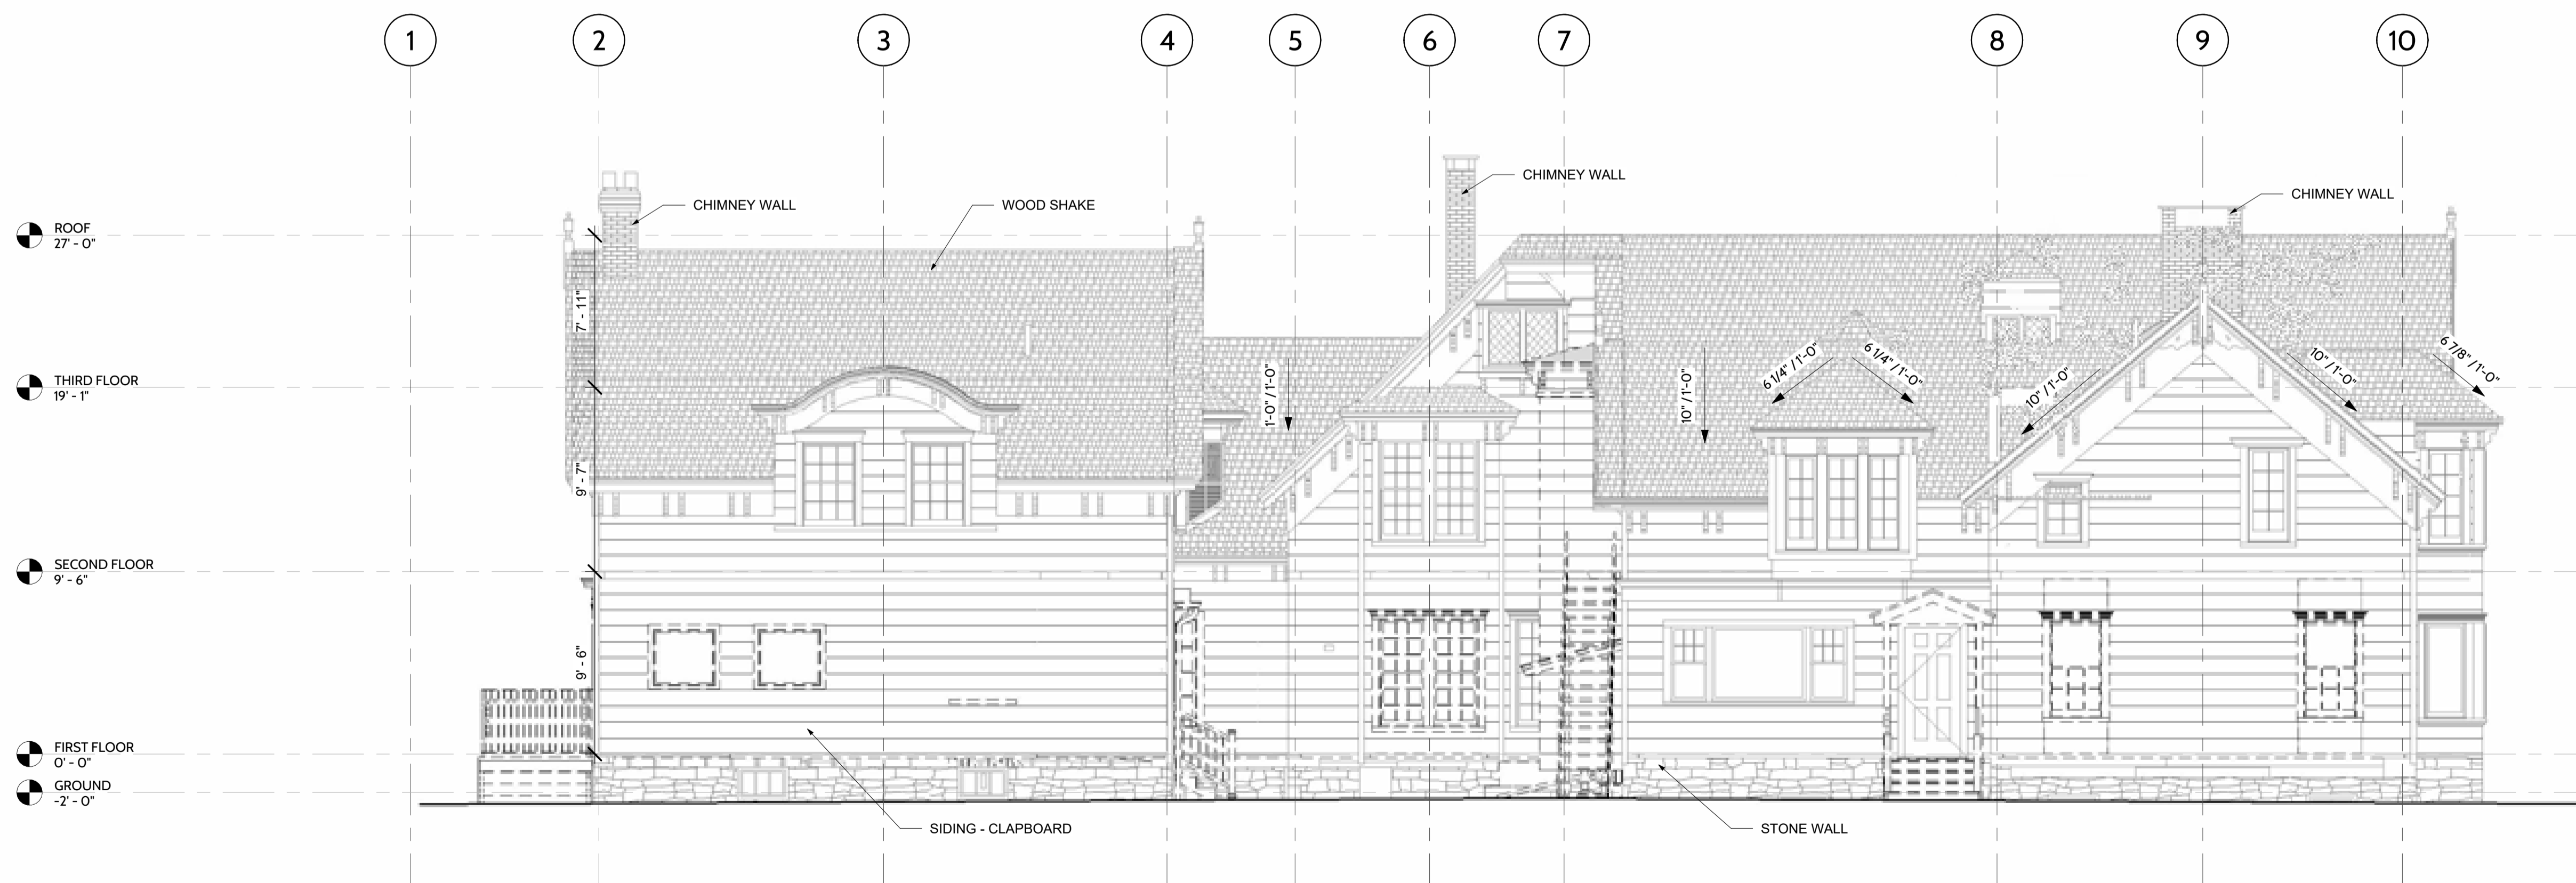 1
2
3
4
5
6
7
8
9
10
CHIMNEY WALL
CHIMNEY WALL
CHIMNEY WALL
WOOD SHAKE
ROOF
27' - 0"
7' - 11"
THIRD FLOOR
19' - 1"
1'-0" / 1'-0"
10" / 1'-0"
6 1/4" / 1'-0"
6 1/4" / 1'-0"
10" / 1'-0"
10" / 1'-0"
6 7/8" / 1'-0"
9' - 7"
SECOND FLOOR
9' - 6"
9' - 6"
FIRST FLOOR
0' - 0"
GROUND
-2' - 0"
SIDING - CLAPBOARD
STONE WALL